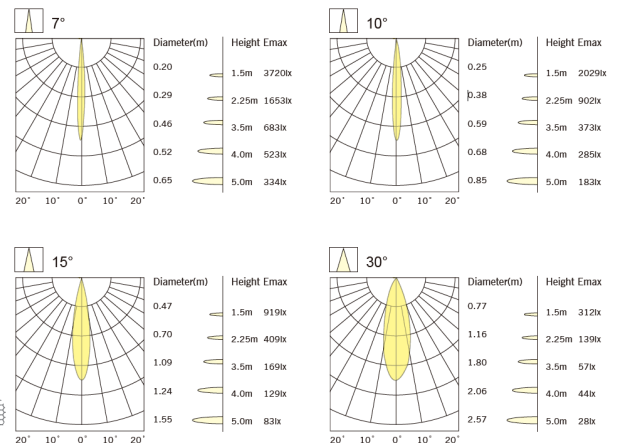 7°
Diameter(m) Height Emax
0.20 1.5m 3720lx
0.29 2.25m 1653lx
0.46 3.5m 683lx
0.52 4.0m 523lx
0.65 5.0m 334lx
20° 10° 0° 10° 20°
10°
Diameter(m) Height Emax
0.25 1.5m 2029lx
0.38 2.25m 902lx
0.59 3.5m 373lx
0.68 4.0m 285lx
0.85 5.0m 183lx
20° 10° 0° 10° 20°
15°
Diameter(m) Height Emax
0.47 1.5m 919lx
0.70 2.25m 409lx
1.09 3.5m 169lx
1.24 4.0m 129lx
1.55 5.0m 83lx
20° 10° 0° 10° 20°
30°
Diameter(m) Height Emax
0.77 1.5m 312lx
1.16 2.25m 139lx
1.80 3.5m 57lx
2.06 4.0m 44lx
2.57 5.0m 28lx
20° 10° 0° 10° 20°